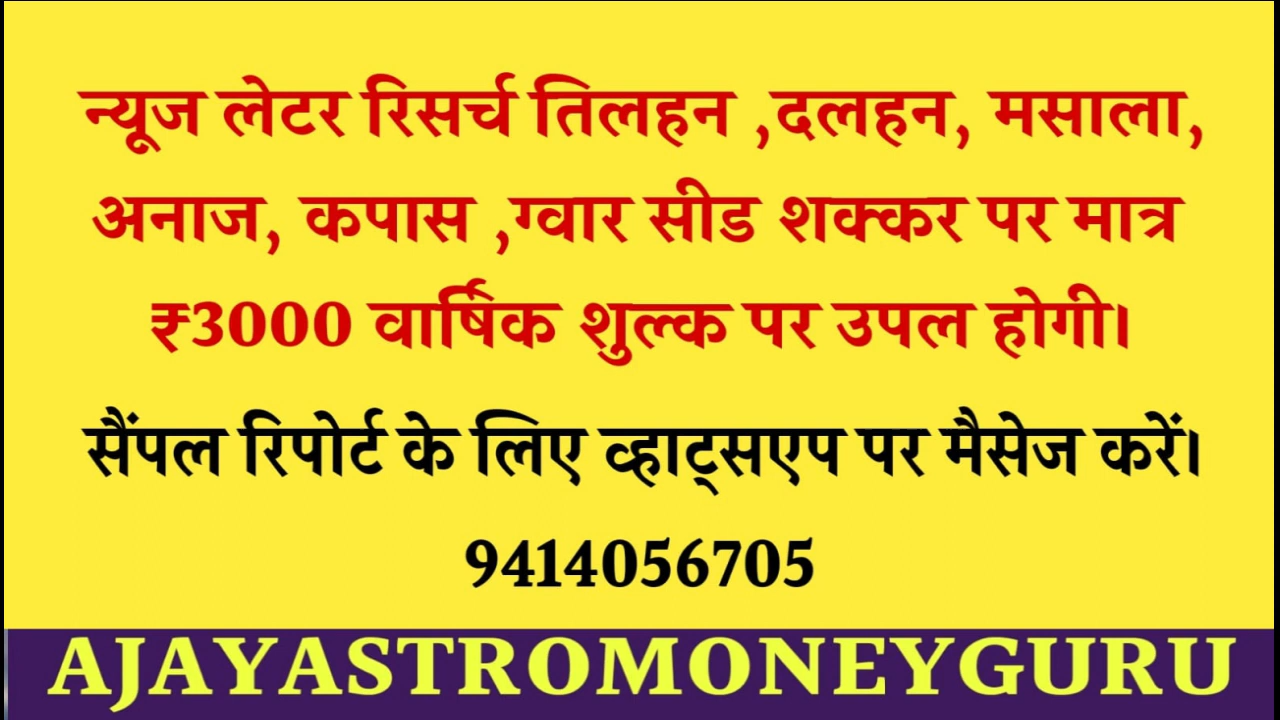 न्यूज लेटर रिसर्च तिलहन ,दलहन, मसाला,
अनाज, कपास ,ग्वार सीड शक्कर पर मात्र
₹3000 वार्षिक शुल्क पर उपल होगी।
सैंपल रिपोर्ट के लिए व्हाट्सएप पर मैसेज करें।
9414056705
AJAYASTROMONEYGURU